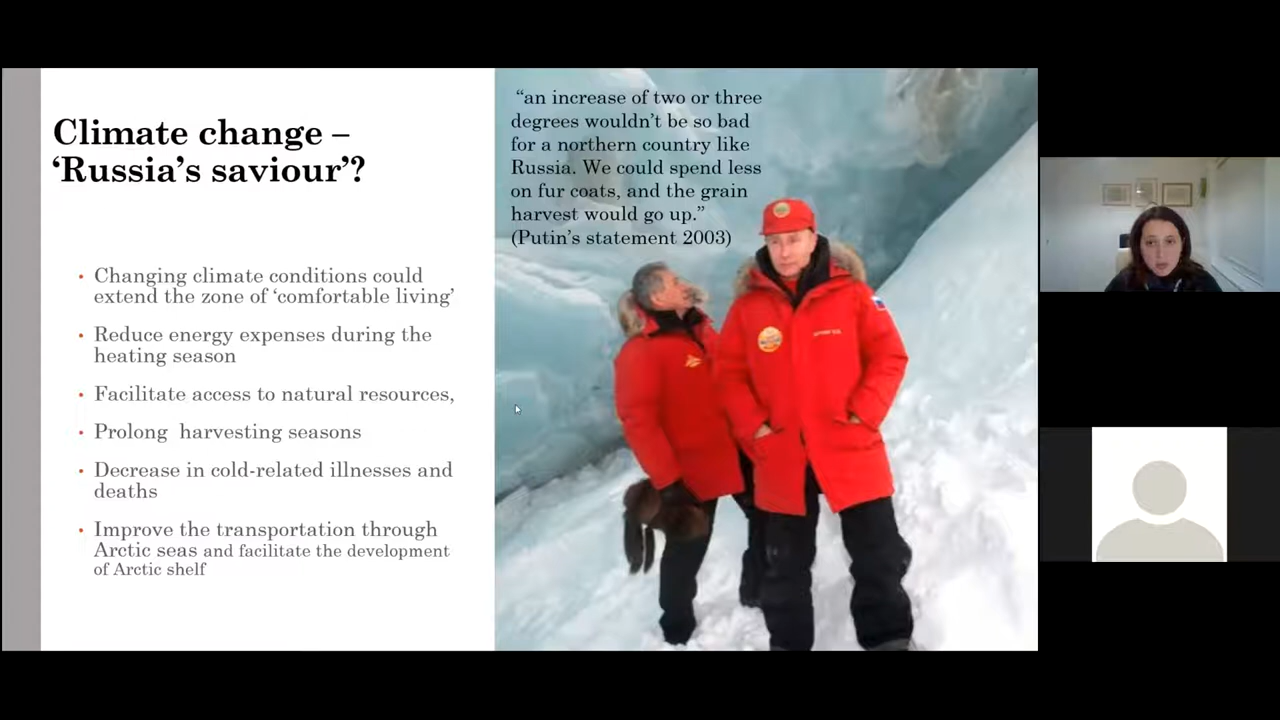 Climate change –
‘Russia’s saviour’?
• Changing climate conditions could
extend the zone of ‘comfortable living’
• Reduce energy expenses during the
heating season
• Facilitate access to natural resources,
• Prolong  harvesting seasons
• Decrease in cold-related illnesses and
deaths
• Improve the transportation through
Arctic seas and facilitate the development
of Arctic shelf
“an increase of two or three
degrees wouldn’t be so bad
for a northern country like
Russia. We could spend less
on fur coats, and the grain
harvest would go up.”
(Putin’s statement 2003)